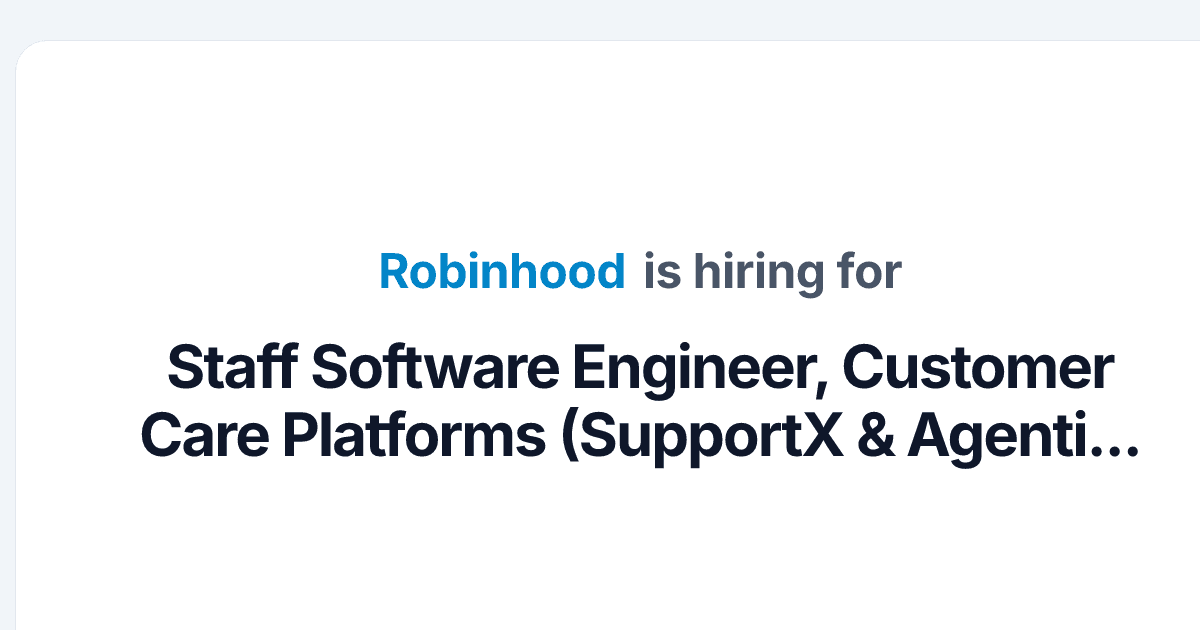 Robinhood is hiring for
Staff Software Engineer, Customer
Care Platforms (SupportX & Agenti...